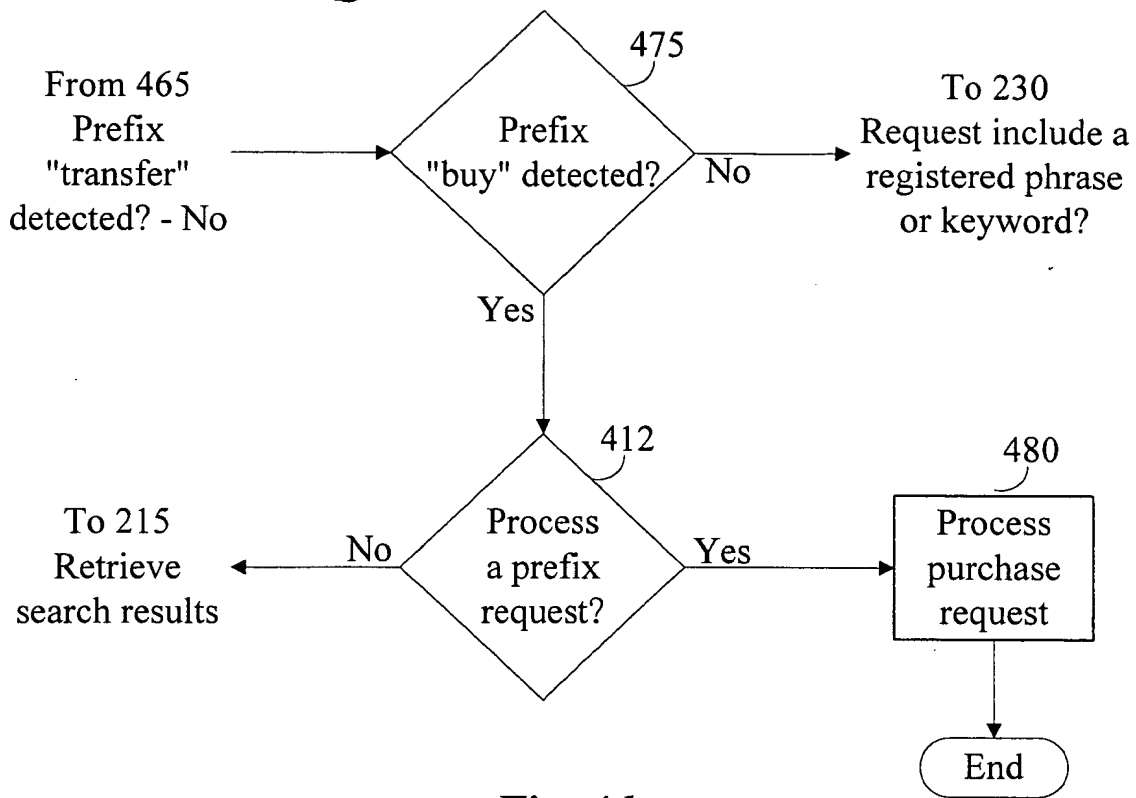 475
From 465
Prefix
"transfer"
detected? - No
Prefix
"buy" detected?
No
To 230
Request include a
registered phrase
or keyword?
Yes
412
480
To 215
Retrieve
search results
No
Process
a prefix
request?
Yes
Process
purchase
request
End